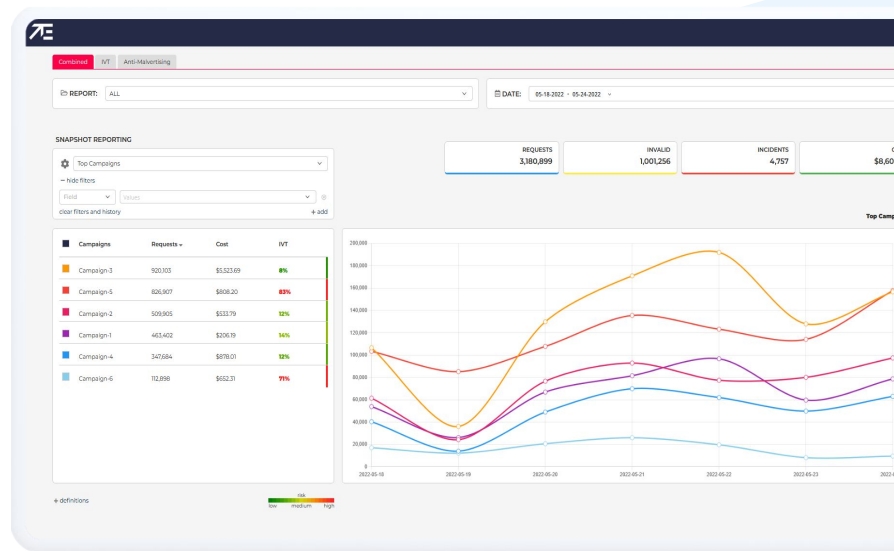 Combined IVT Anti-Malvertising
REPORT: ALL
DATE: 05-18-2022 - 05-24-2022
SNAPSHOT REPORTING
Top Campaigns
− hide filters
Field Values
clear filters and history + add
REQUESTS
3,180,899
INVALID
1,001,256
INCIDENTS
4,757
$8,60
Top Camp
Campaigns Requests Cost IVT
Campaign-3 920,103 $5,523.69 8%
Campaign-5 826,907 $808.20 83%
Campaign-2 509,905 $533.79 12%
Campaign-1 463,402 $206.19 14%
Campaign-4 347,684 $878.01 12%
Campaign-6 112,898 $652.31 71%
200,000
180,000
160,000
140,000
120,000
100,000
80,000
60,000
40,000
20,000
0
2022-05-18 2022-05-19 2022-05-20 2022-05-21 2022-05-22 2022-05-23 2022-
+ definitions
risk
low medium high